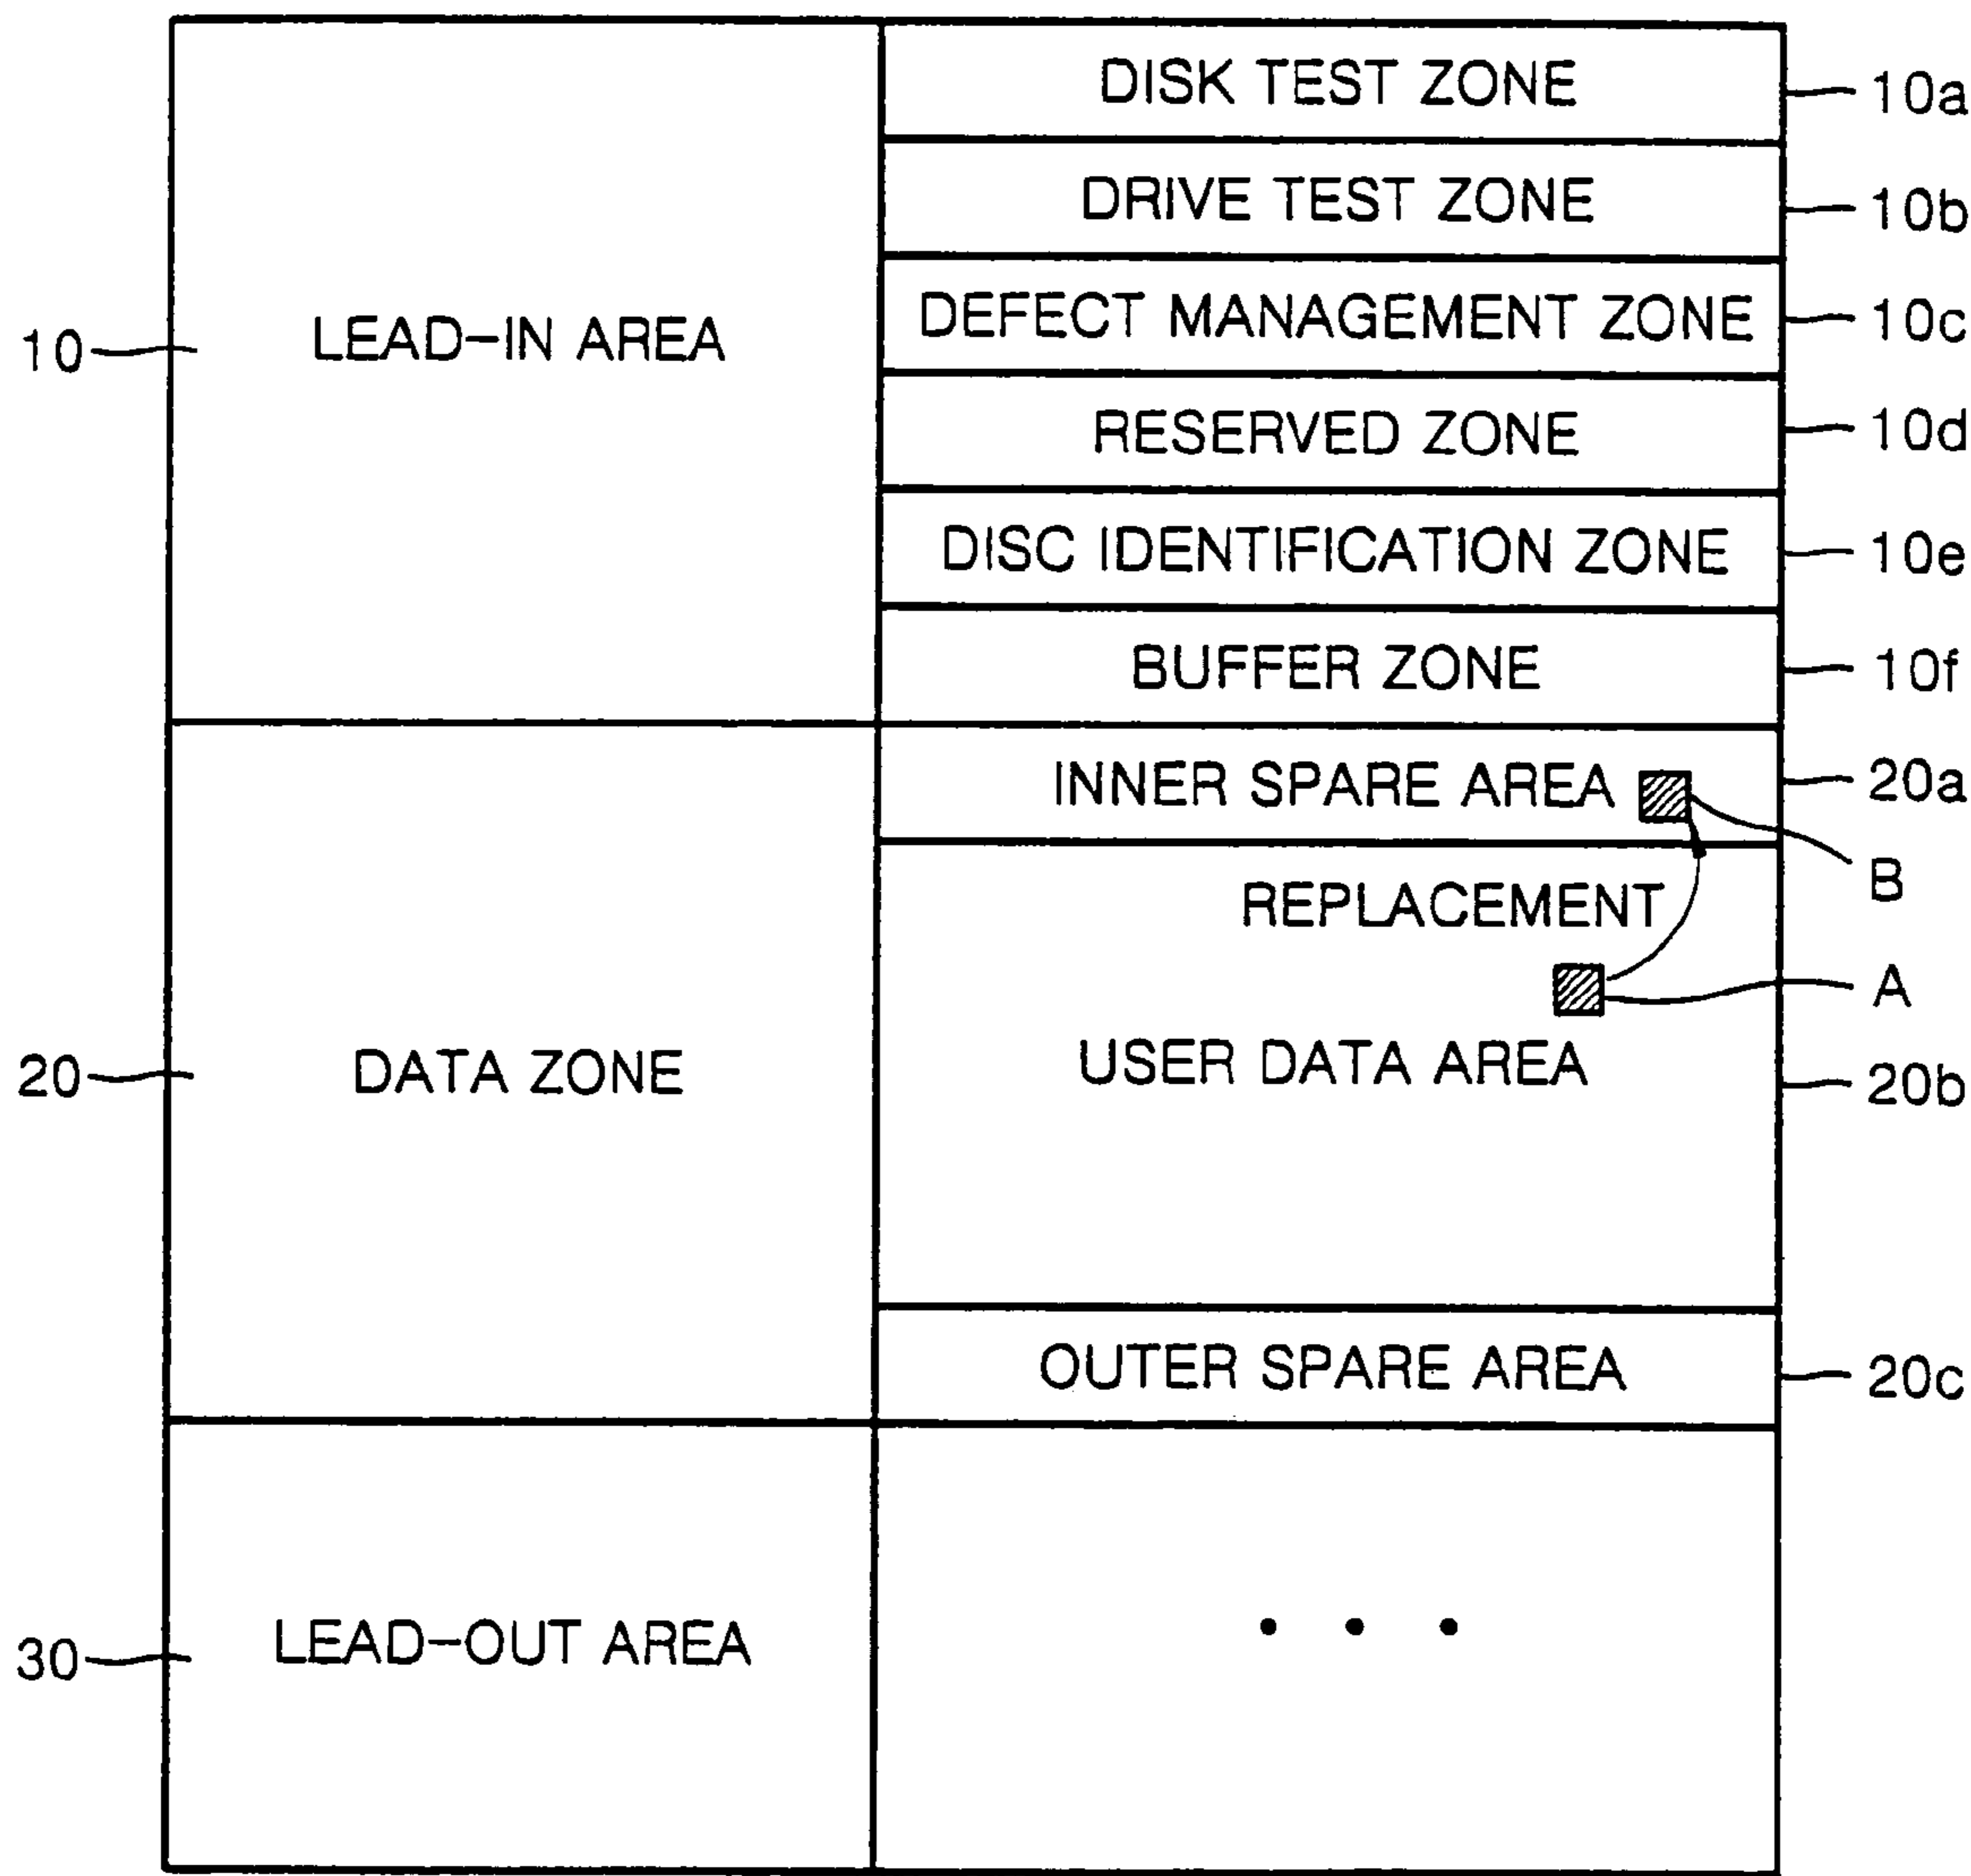 DISK TEST ZONE 10a
DRIVE TEST ZONE 10b
DEFECT MANAGEMENT ZONE 10c
10 LEAD-IN AREA
RESERVED ZONE 10d
DISC IDENTIFICATION ZONE 10e
BUFFER ZONE 10f
INNER SPARE AREA 20a
B
REPLACEMENT
A
20 DATA ZONE
USER DATA AREA 20b
OUTER SPARE AREA 20c
30 LEAD-OUT AREA
• • •